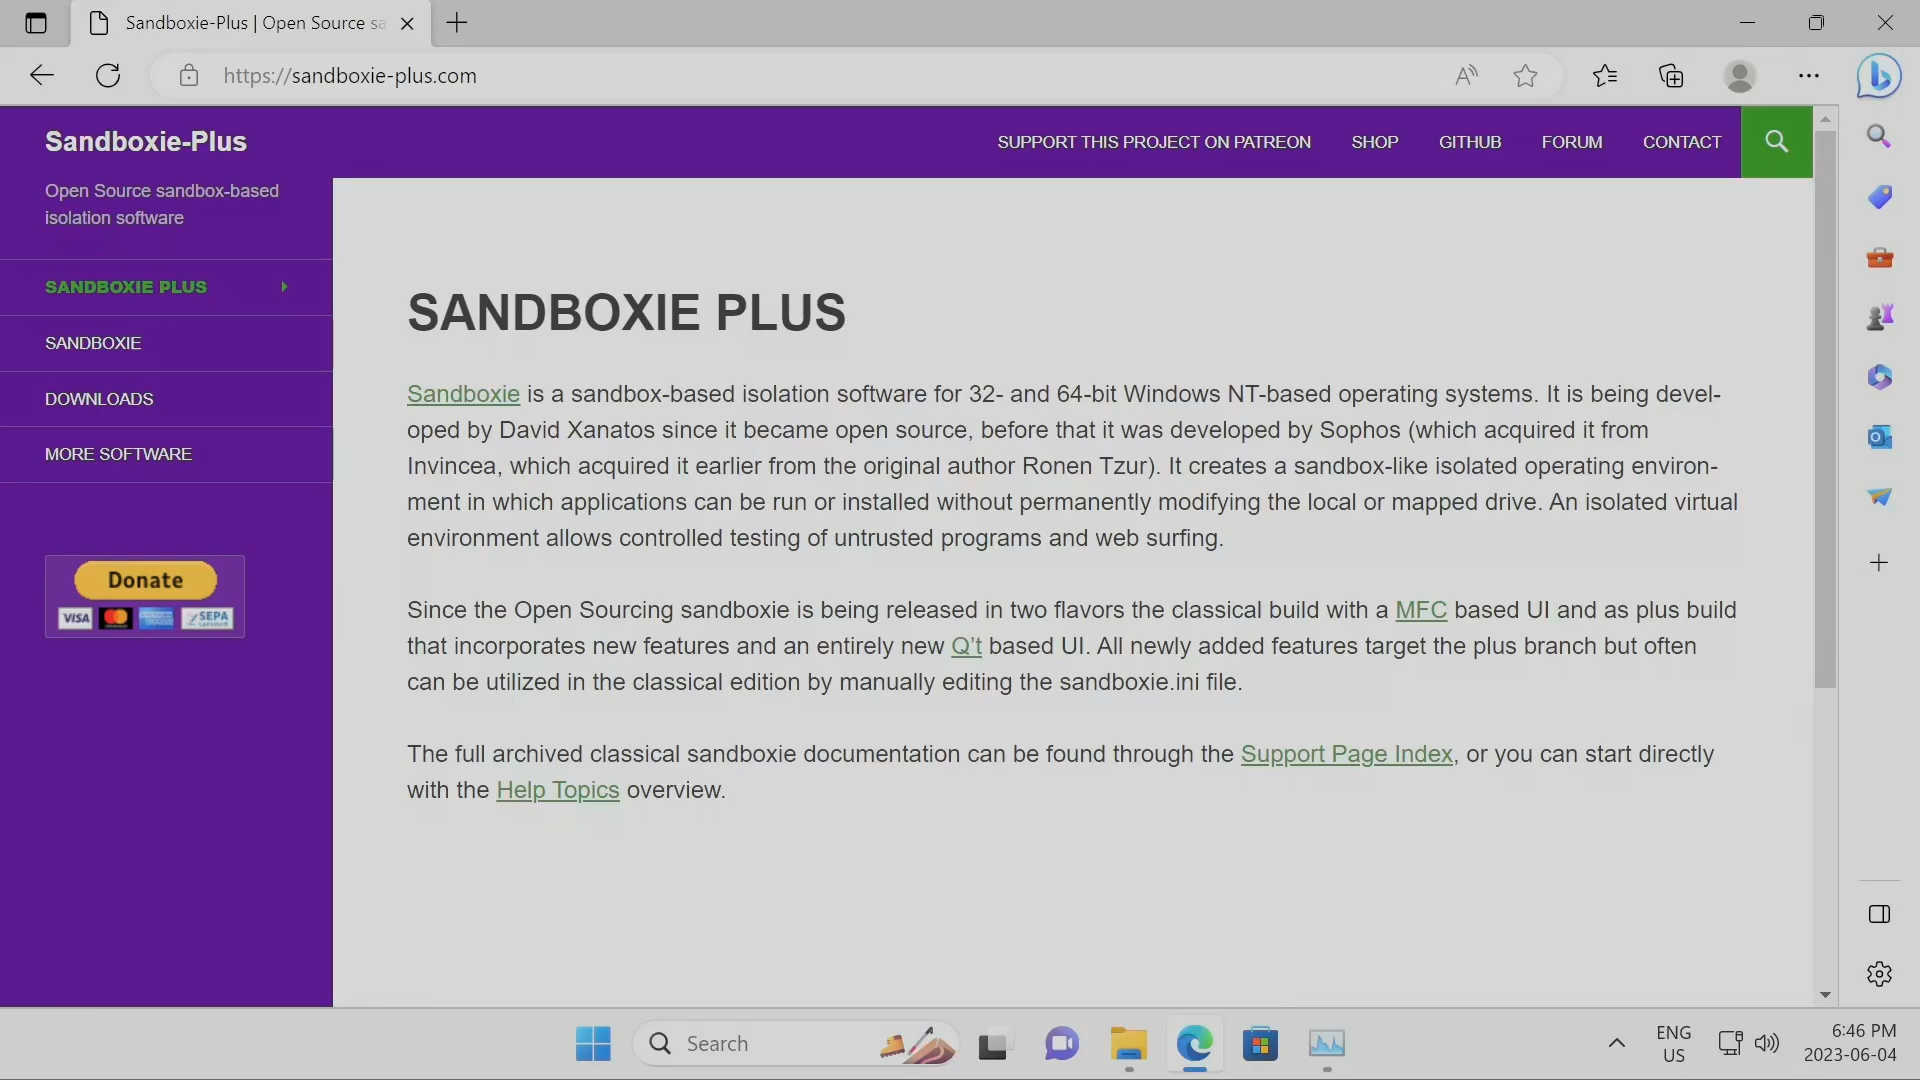 Sandboxie-Plus | Open Source sa
https://sandboxie-plus.com
Sandboxie-Plus
SUPPORT THIS PROJECT ON PATREON
SHOP
GITHUB
FORUM
CONTACT
Open Source sandbox-based
isolation software
SANDBOXIE PLUS
SANDBOXIE
DOWNLOADS
MORE SOFTWARE
Donate
VISA
SEPA
SANDBOXIE PLUS
Sandboxie is a sandbox-based isolation software for 32- and 64-bit Windows NT-based operating systems. It is being devel-
oped by David Xanatos since it became open source, before that it was developed by Sophos (which acquired it from
Invincea, which acquired it earlier from the original author Ronen Tzur). It creates a sandbox-like isolated operating environ-
ment in which applications can be run or installed without permanently modifying the local or mapped drive. An isolated virtual
environment allows controlled testing of untrusted programs and web surfing.
Since the Open Sourcing sandboxie is being released in two flavors the classical build with a MFC based UI and as plus build
that incorporates new features and an entirely new Q’t based UI. All newly added features target the plus branch but often
can be utilized in the classical edition by manually editing the sandboxie.ini file.
The full archived classical sandboxie documentation can be found through the Support Page Index, or you can start directly
with the Help Topics overview.
Search
ENG
US
6:46 PM
2023-06-04